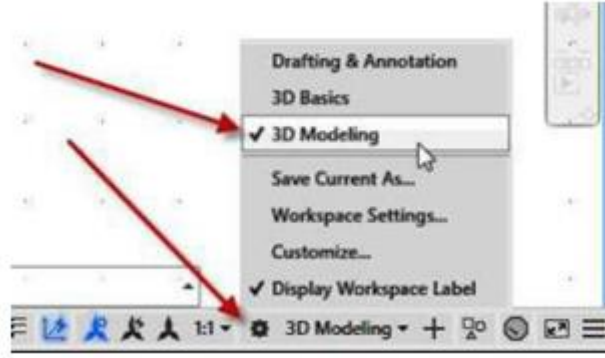 Drafting & Annotation
3D Basics
✓ 3D Modeling
Save Current As...
Workspace Settings...
Customize...
✓ Display Workspace Label
1:1 3D Modeling